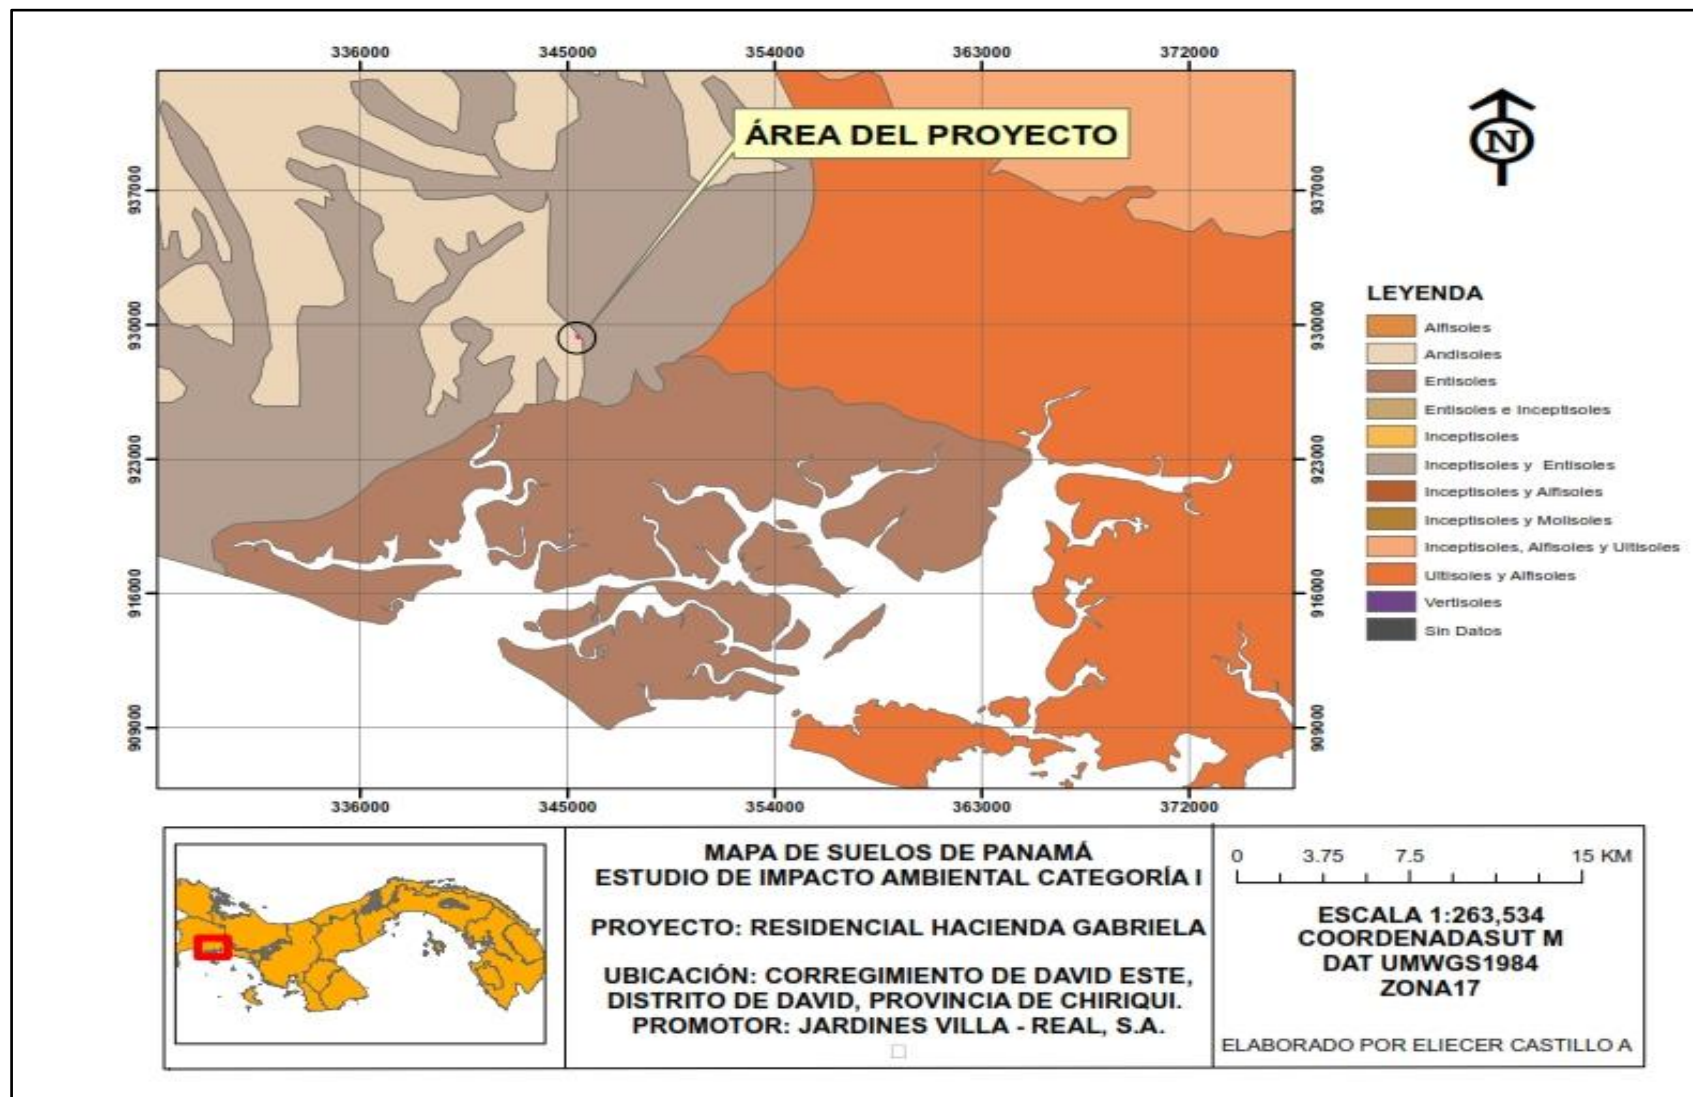 336000 345000 354000 363000 372000
ÁREA DEL PROYECTO
937000 937000
930000 930000
923000 923000
916000 916000
909000 909000
336000 345000 354000 363000 372000
N
LEYENDA
Alfisoles
Andisoles
Entisoles
Entisoles e Inceptisoles
Inceptisoles
Inceptisoles y Entisoles
Inceptisoles y Alfisoles
Inceptisoles y Molisoles
Inceptisoles, Alfisoles y Ultisoles
Ultisoles y Alfisoles
Vertisoles
Sin Datos
MAPA DE SUELOS DE PANAMÁ
ESTUDIO DE IMPACTO AMBIENTAL CATEGORÍA I
PROYECTO: RESIDENCIAL HACIENDA GABRIELA
UBICACIÓN: CORREGIMIENTO DE DAVID ESTE,
DISTRITO DE DAVID, PROVINCIA DE CHIRIQUI.
PROMOTOR: JARDINES VILLA - REAL, S.A.
0 3.75 7.5 15 KM
ESCALA 1:263,534
COORDENADASUT M
DAT UMWGS1984
ZONA17
ELABORADO POR ELIECER CASTILLO A